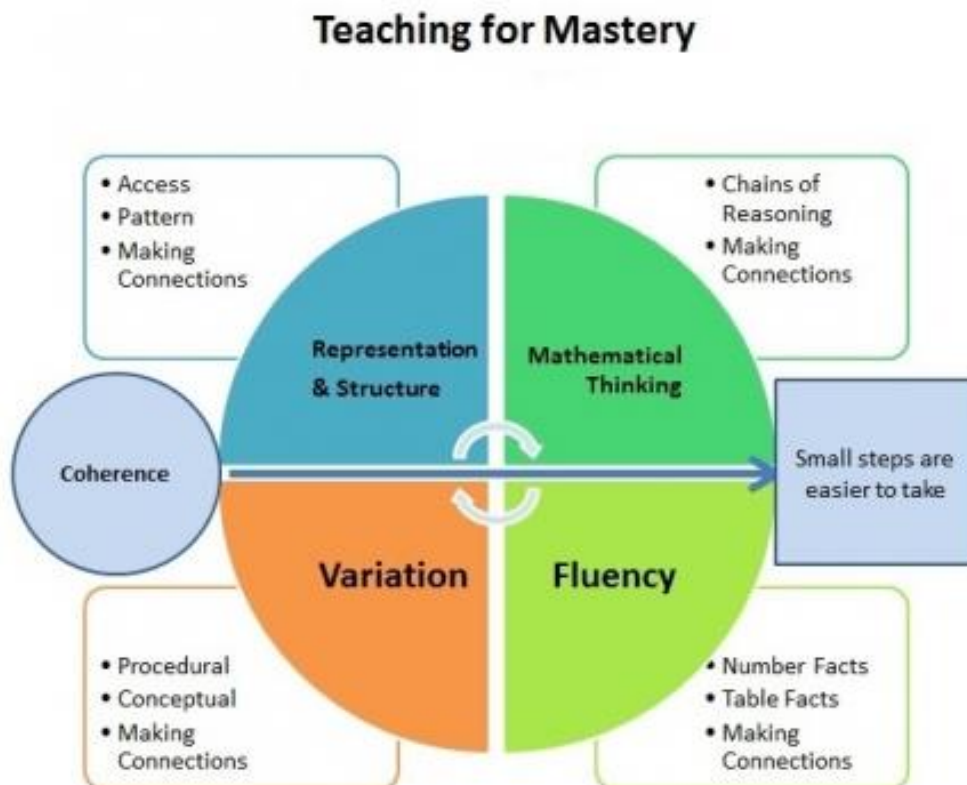 Teaching for Mastery
• Access
• Pattern
• Making
Connections
• Chains of
Reasoning
• Making
Connections
Representation
& Structure
Mathematical
Thinking
Coherence
Small steps are
easier to take
Variation
Fluency
• Procedural
• Conceptual
• Making
Connections
• Number Facts
• Table Facts
• Making
Connections